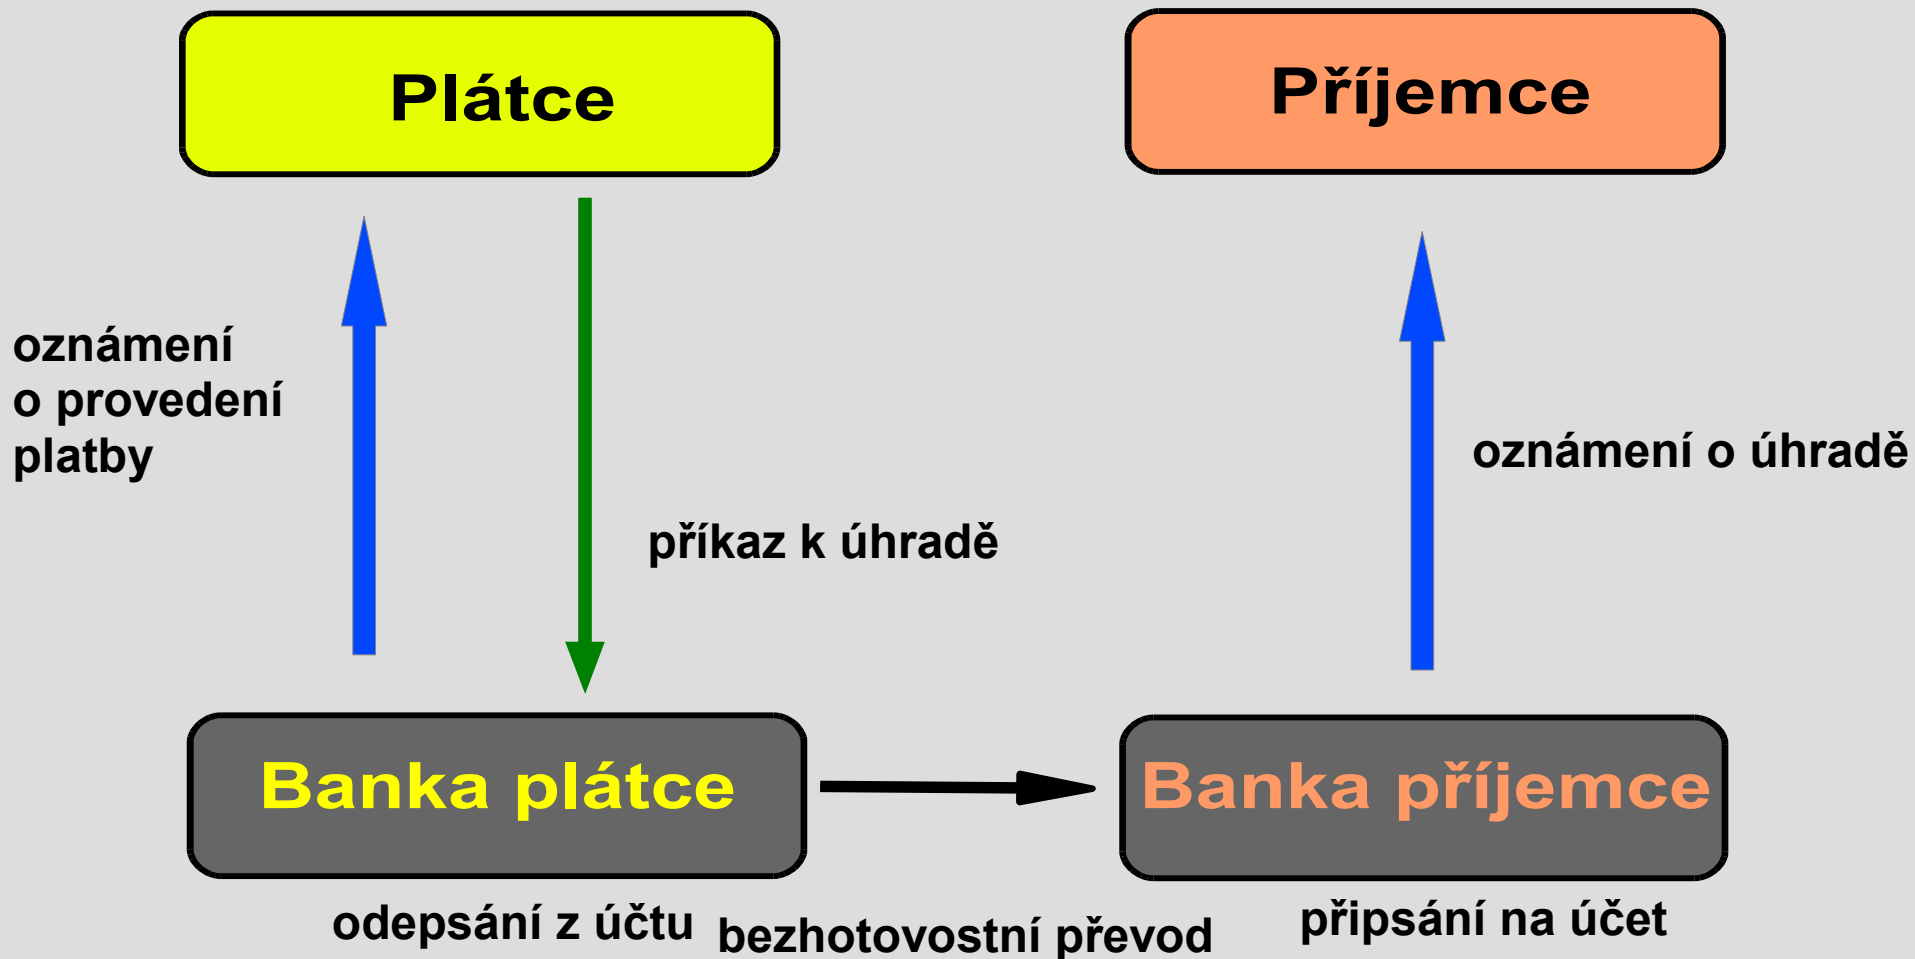 Plátce
Příjemce
oznámení
o provedení
platby
oznámení o úhradě
příkaz k úhradě
Banka plátce
Banka příjemce
odepsání z účtu
bezhotovostní převod
připsání na účet